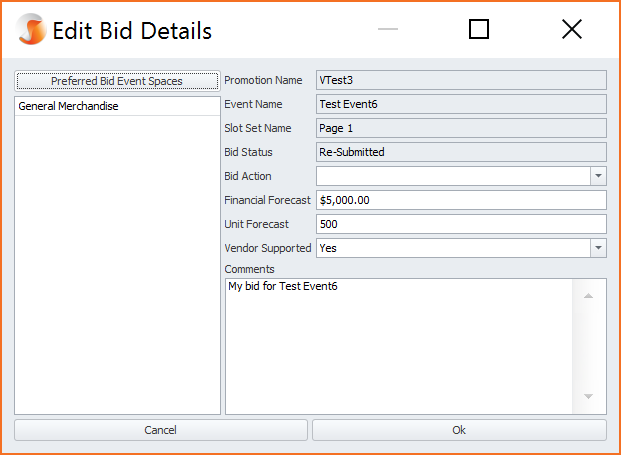 Edit Bid Details
Preferred Bid Event Spaces
General Merchandise
Promotion Name VTest3
Event Name Test Event6
Slot Set Name Page 1
Bid Status Re-Submitted
Bid Action
Financial Forecast $5,000.00
Unit Forecast 500
Vendor Supported Yes
Comments
My bid for Test Event6
Cancel Ok